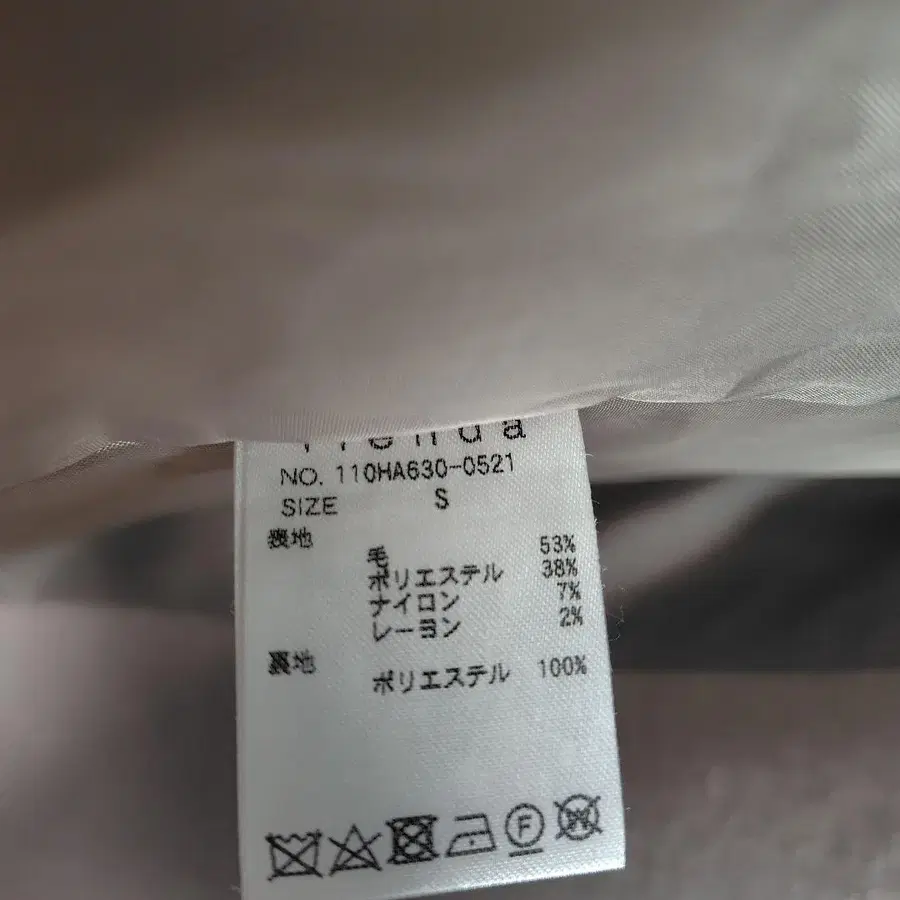 rienda
NO. 110HA630-0521
SIZE S
表地
毛 53%
ポリエステル 38%
ナイロン 7%
レーヨン 2%
裏地
ポリエステル 100%
F
W